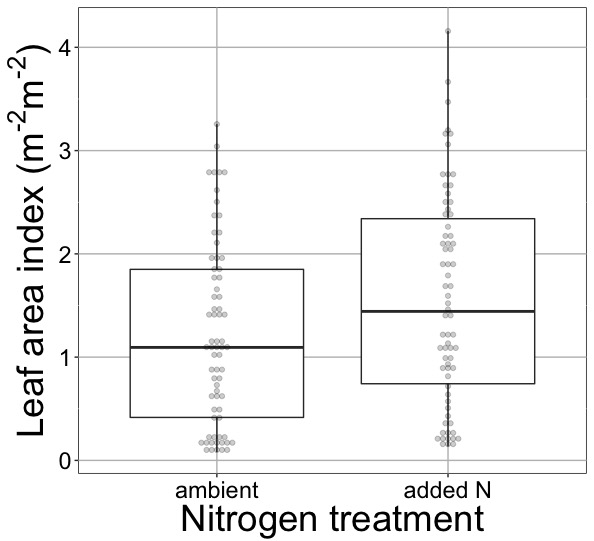 Leaf area index (m⁻²m⁻²)
4
3
2
1
0
ambient added N
Nitrogen treatment